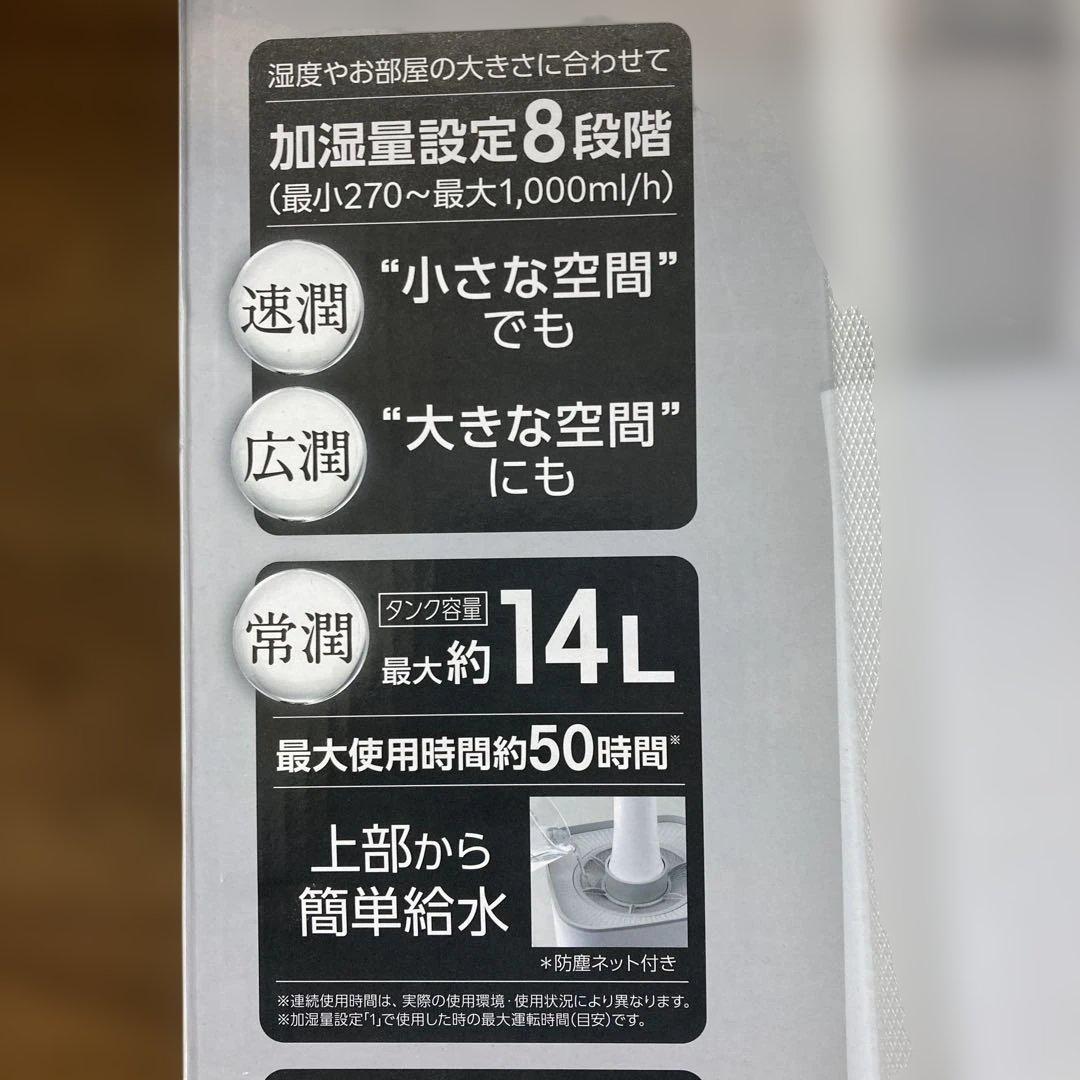 湿度やお部屋の大きさに合わせて
加湿量設定8段階
(最小270～最大1,000ml/h)
速潤
“小さな空間”
でも
広潤
“大きな空間”
にも
常潤
タンク容量
最大約14L
最大使用時間約50時間※
上部から
簡単給水
＊防塵ネット付き
※連続使用時間は、実際の使用環境・使用状況により異なります。
※加湿量設定｢1｣で使用した時の最大運転時間(目安)です。